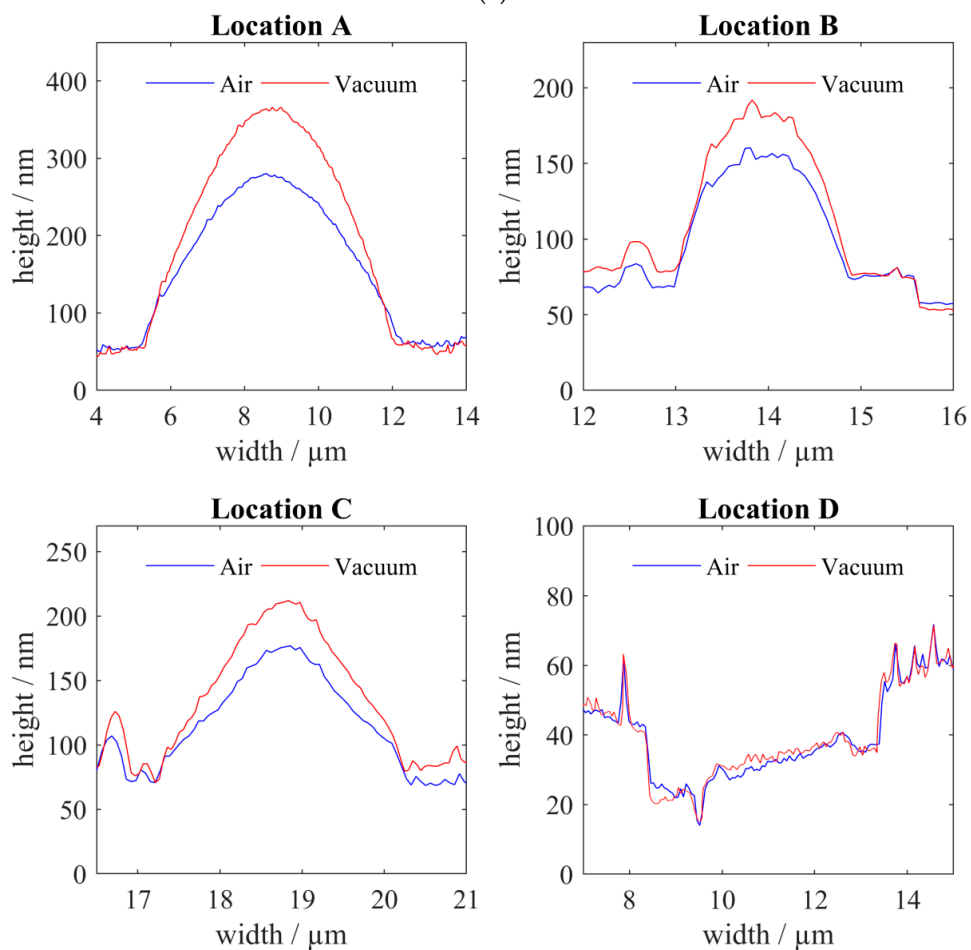 Location A
Air
Vacuum
400
300
200
100
0
4 6 8 10 12 14
height / nm
width / µm
Location B
Air
Vacuum
200
150
100
50
0
12 13 14 15 16
height / nm
width / µm
Location C
Air
Vacuum
250
200
150
100
50
0
17 18 19 20 21
height / nm
width / µm
Location D
Air
Vacuum
100
80
60
40
20
0
8 10 12 14
height / nm
width / µm